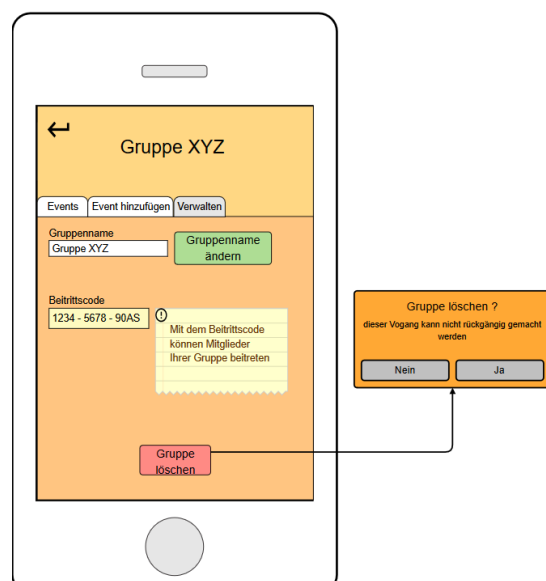 Gruppe XYZ
Events
Event hinzufügen
Verwalten
Gruppenname
Gruppe XYZ
Gruppenname
ändern
Beitrittscode
1234 - 5678 - 90AS
Mit dem Beitrittscode
können Mitglieder
Ihrer Gruppe beitreten
Gruppe
löschen
Gruppe löschen ?
dieser Vogang kann nicht rückgängig gemacht
werden
Nein
Ja